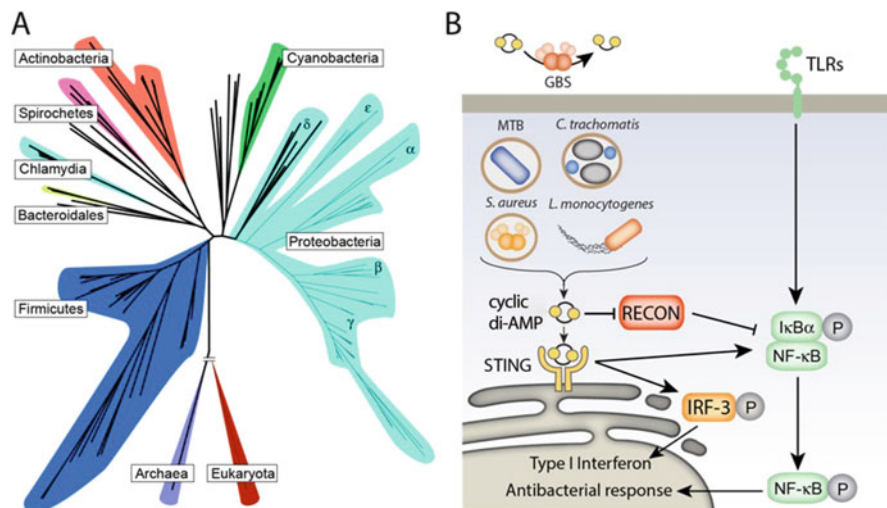 A
Actinobacteria
Cyanobacteria
Spirochetes
Chlamydia
Bacteroidales
δ
ε
α
Proteobacteria
β
γ
Firmicutes
Archaea
Eukaryota
B
GBS
TLRs
MTB
C. trachomatis
S. aureus
L. monocytogenes
cyclic
di-AMP
RECON
STING
IκBα
P
NF-κB
IRF-3
P
Type I Interferon
Antibacterial response
NF-κB
P